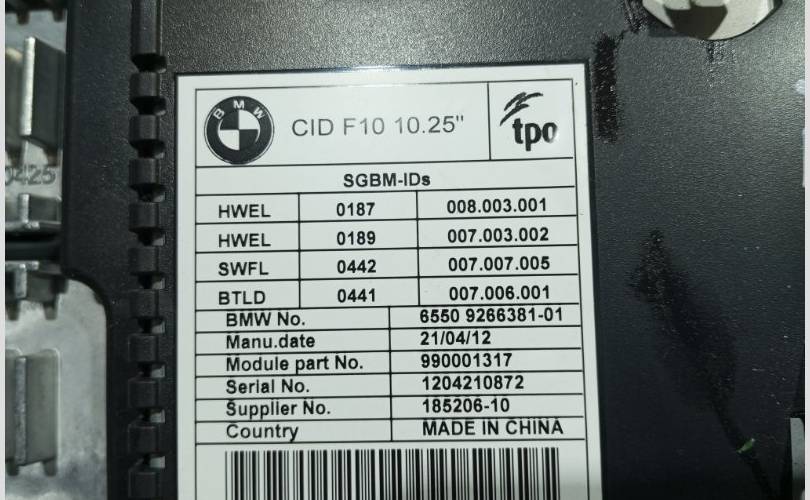 BMW
CID F10 10.25"
tpo
SGBM-IDs
HWEL 0187 008.003.001
HWEL 0189 007.003.002
SWFL 0442 007.007.005
BTLD 0441 007.006.001
BMW No. 6550 9266381-01
Manu.date 21/04/12
Module part No. 990001317
Serial No. 1204210872
Supplier No. 185206-10
Country MADE IN CHINA
0425